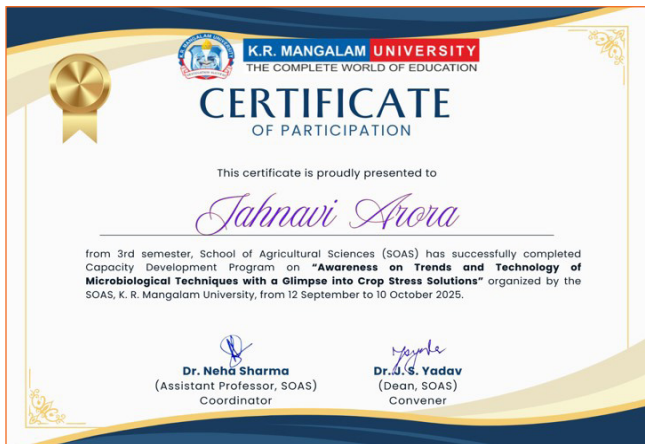 K.R. MANGALAM UNIVERSITY
THE COMPLETE WORLD OF EDUCATION
CERTIFICATE
OF PARTICIPATION
This certificate is proudly presented to
Jahnavi Arora
from 3rd semester, School of Agricultural Sciences (SOAS) has successfully completed
Capacity Development Program on “Awareness on Trends and Technology of
Microbiological Techniques with a Glimpse into Crop Stress Solutions” organized by the
SOAS, K. R. Mangalam University, from 12 September to 10 October 2025.
Dr. Neha Sharma
(Assistant Professor, SOAS)
Coordinator
Dr. J. S. Yadav
(Dean, SOAS)
Convener